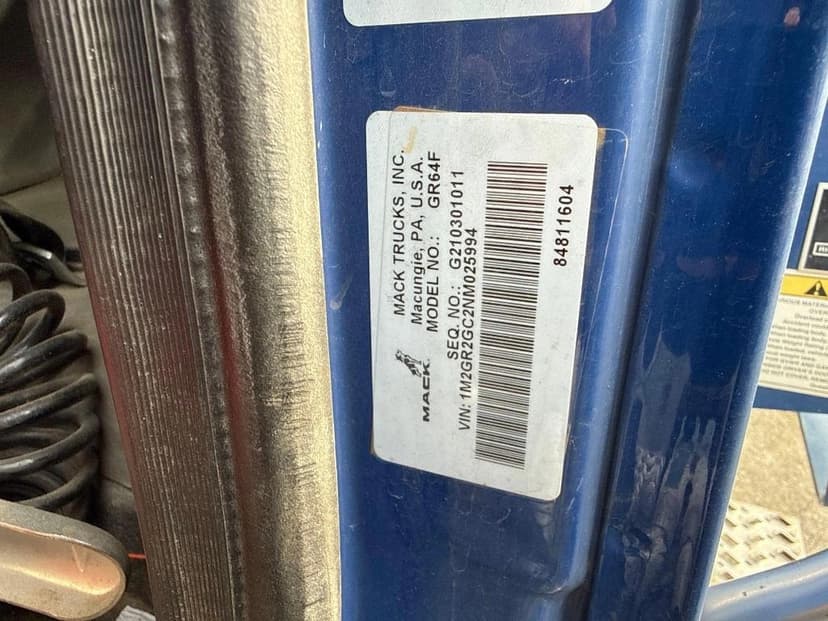 MACK TRUCKS, INC.
Macungie, PA, U.S.A.
MODEL NO.: GR64F
MACK
SEQ. NO.: G210301011
VIN: 1M2GR2GC2NM025994
84811604